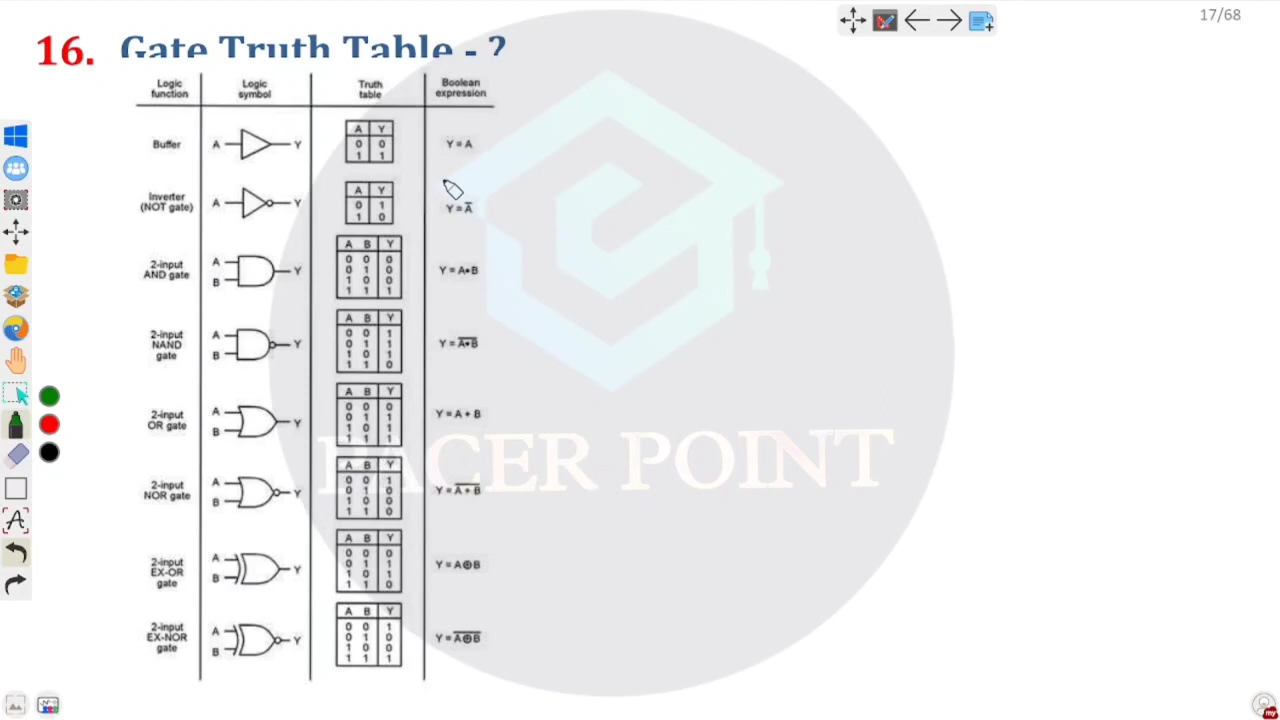 17/68
16. Gate Truth Table - ?
Logic function Logic symbol Truth table Boolean expression
Buffer A Y
A Y
0 0
1 1
Y = A
Inverter (NOT gate) A Y
A Y
0 1
1 0
Y = A̅
2-input AND gate A B Y
A B Y
0 0 0
0 1 0
1 0 0
1 1 1
Y = A•B
2-input NAND gate A B Y
A B Y
0 0 1
0 1 1
1 0 1
1 1 0
Y = A̅•̅B̅
2-input OR gate A B Y
A B Y
0 0 0
0 1 1
1 0 1
1 1 1
Y = A + B
2-input NOR gate A B Y
A B Y
0 0 1
0 1 0
1 0 0
1 1 0
Y = A̅ +̅ B̅
2-input EX-OR gate A B Y
A B Y
0 0 0
0 1 1
1 0 1
1 1 0
Y = A⊕B
2-input EX-NOR gate A B Y
A B Y
0 0 1
0 1 0
1 0 0
1 1 1
Y = A̅⊕̅B̅
PACER POINT
my